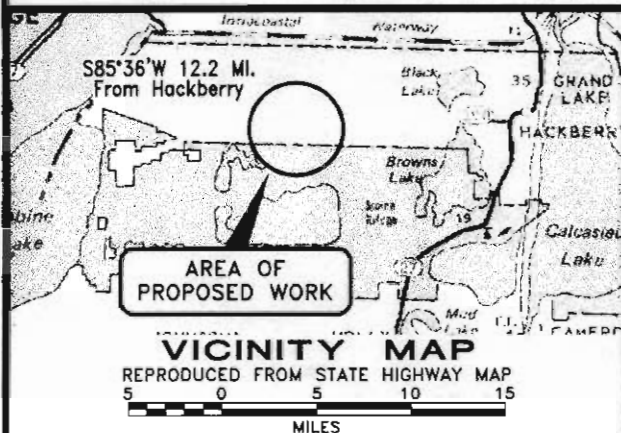 Intracoastal Waterway
S85°36'W 12.2 MI.
From Hackberry
Black
Lake
35
GRAND
LAKE
HACKBERRY
Browns
Lake
19
27
Calcasieu
Lake
AREA OF
PROPOSED WORK
Mud
Lake
VICINITY MAP
REPRODUCED FROM STATE HIGHWAY MAP
5 0 5 10 15
MILES